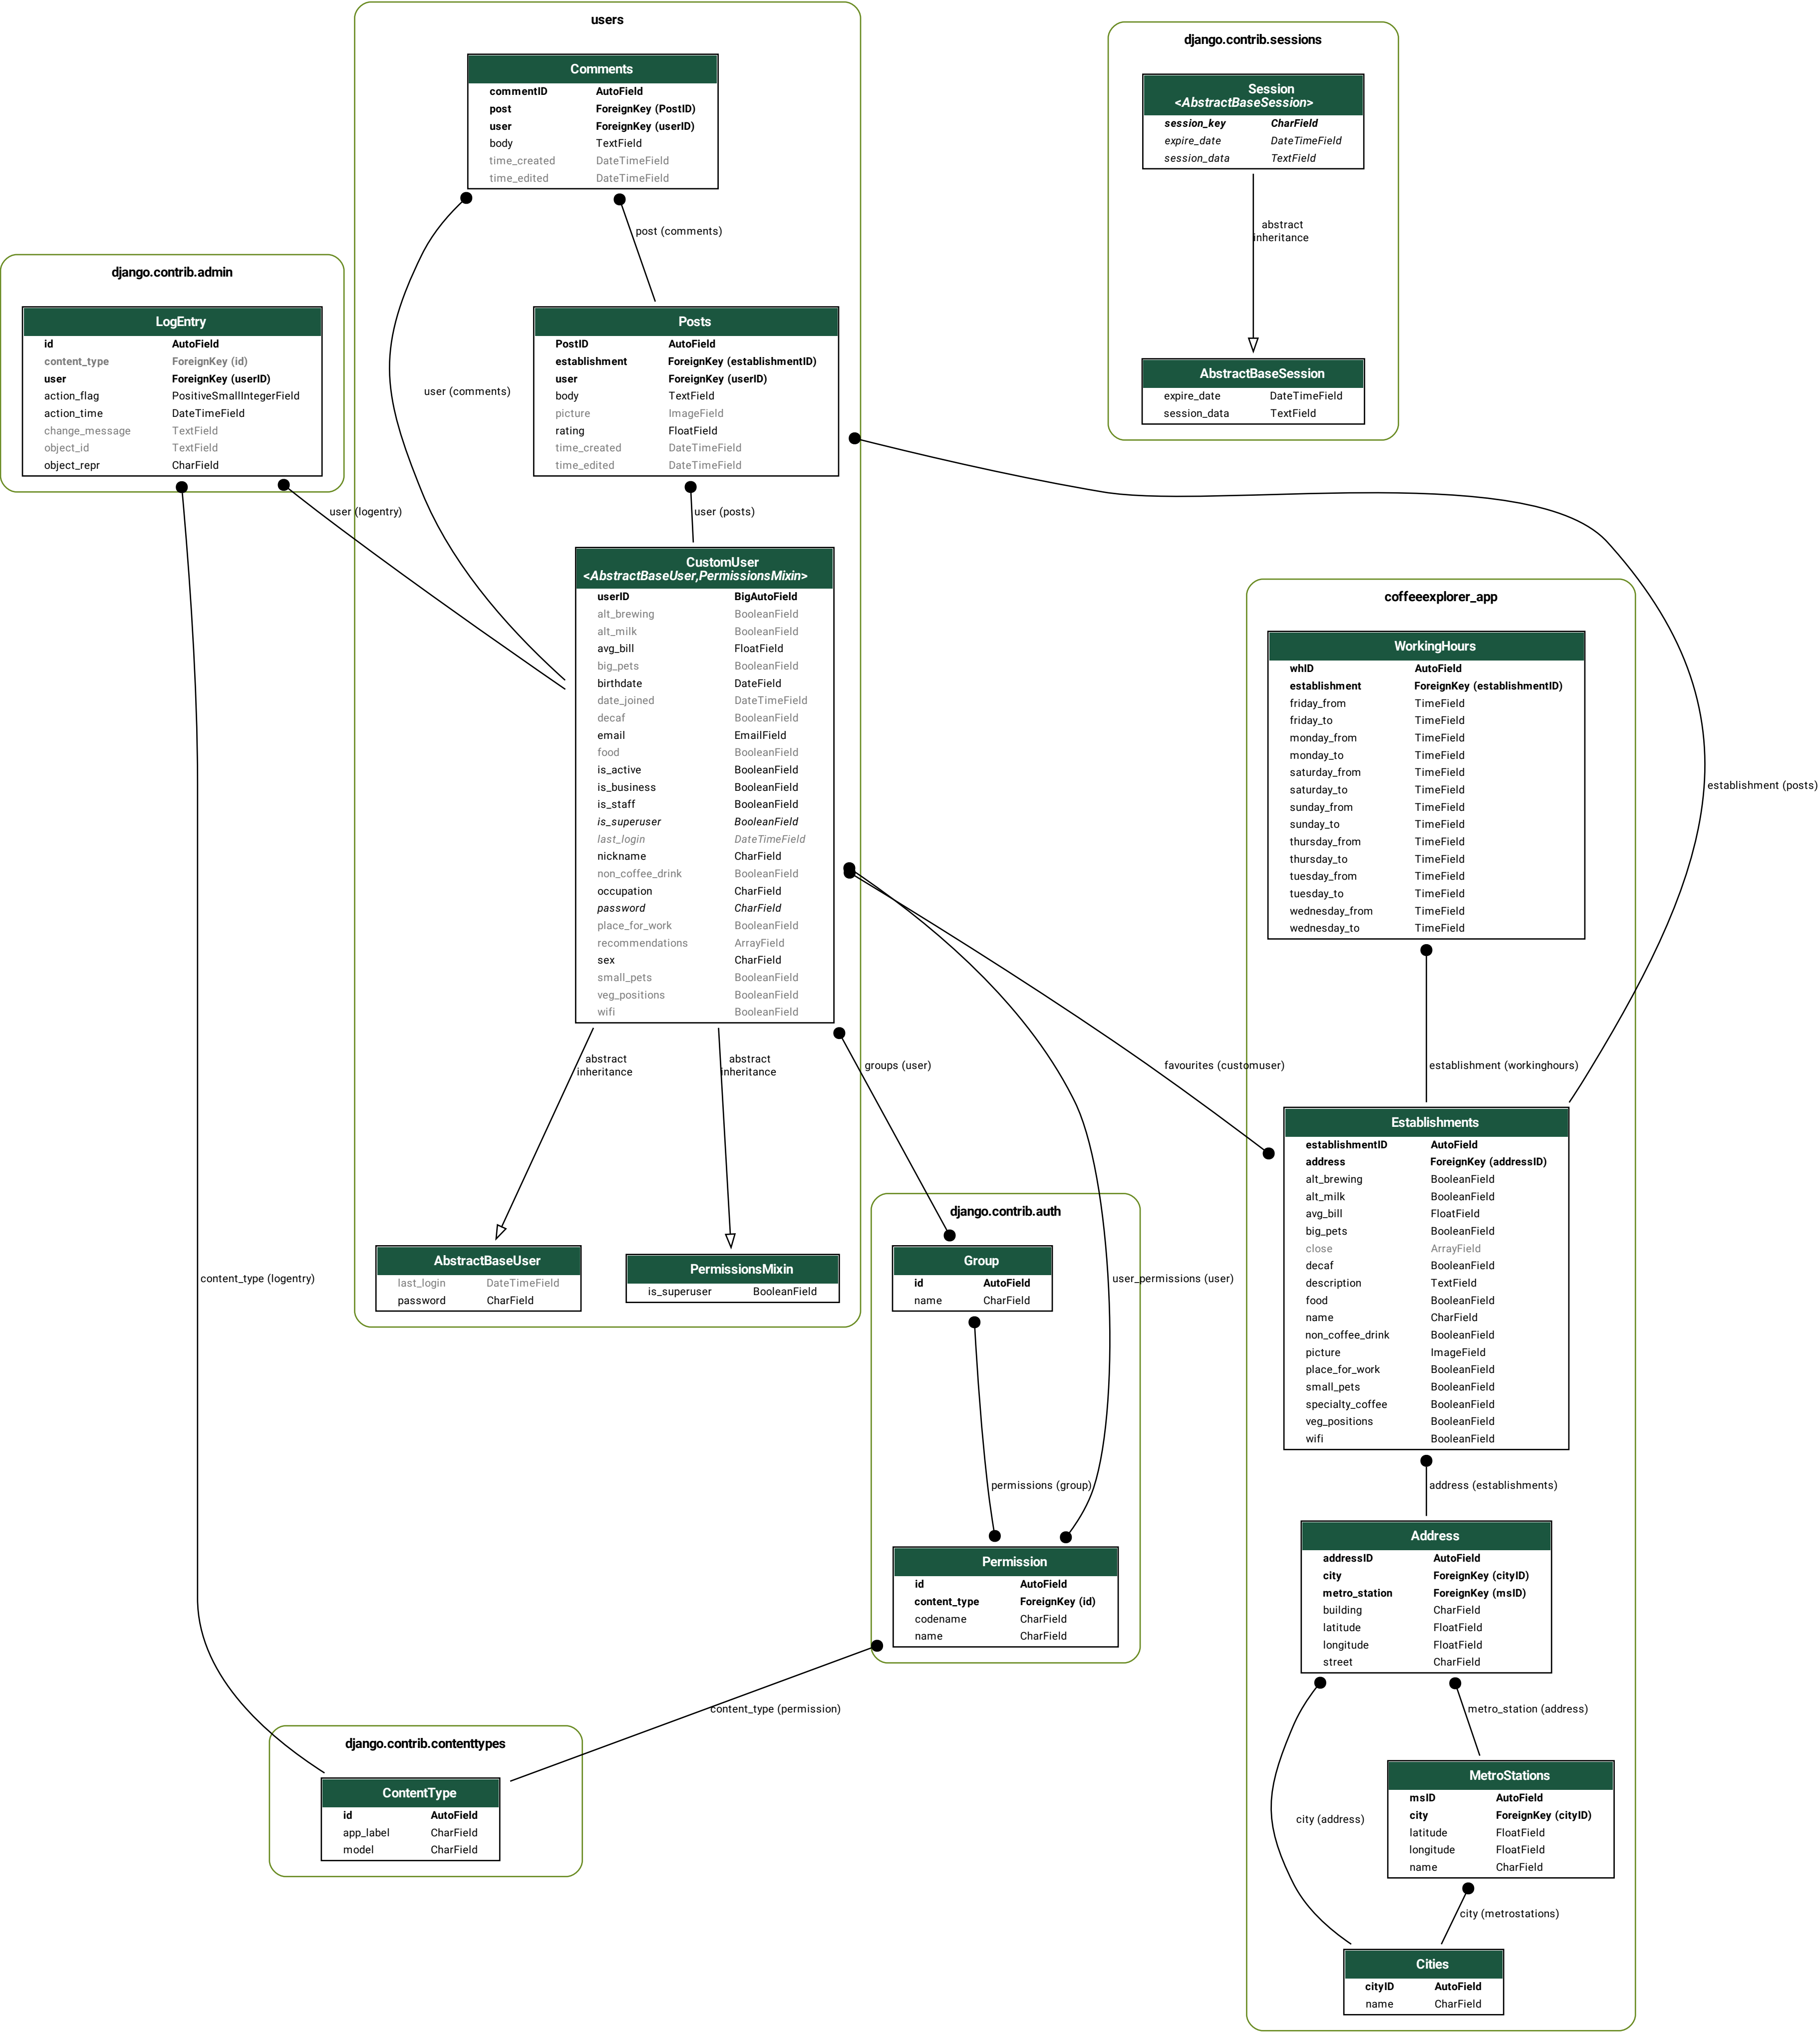 users
Comments
commentID AutoField
post ForeignKey (PostID)
user ForeignKey (userID)
body TextField
time_created DateTimeField
time_edited DateTimeField
post (comments)
user (comments)
Posts
PostID AutoField
establishment ForeignKey (establishmentID)
user ForeignKey (userID)
body TextField
picture ImageField
rating FloatField
time_created DateTimeField
time_edited DateTimeField
user (posts)
CustomUser
<AbstractBaseUser,PermissionsMixin>
userID BigAutoField
alt_brewing BooleanField
alt_milk BooleanField
avg_bill FloatField
big_pets BooleanField
birthdate DateField
date_joined DateTimeField
decaf BooleanField
email EmailField
food BooleanField
is_active BooleanField
is_business BooleanField
is_staff BooleanField
is_superuser BooleanField
last_login DateTimeField
nickname CharField
non_coffee_drink BooleanField
occupation CharField
password CharField
place_for_work BooleanField
recommendations ArrayField
sex CharField
small_pets BooleanField
veg_positions BooleanField
wifi BooleanField
abstract
inheritance
abstract
inheritance
AbstractBaseUser
last_login DateTimeField
password CharField
PermissionsMixin
is_superuser BooleanField
django.contrib.admin
LogEntry
id AutoField
content_type ForeignKey (id)
user ForeignKey (userID)
action_flag PositiveSmallIntegerField
action_time DateTimeField
change_message TextField
object_id TextField
object_repr CharField
user (logentry)
content_type (logentry)
django.contrib.sessions
Session
<AbstractBaseSession>
session_key CharField
expire_date DateTimeField
session_data TextField
abstract
inheritance
AbstractBaseSession
expire_date DateTimeField
session_data TextField
establishment (posts)
groups (user)
favourites (customuser)
user_permissions (user)
django.contrib.auth
Group
id AutoField
name CharField
permissions (group)
Permission
id AutoField
content_type ForeignKey (id)
codename CharField
name CharField
content_type (permission)
django.contrib.contenttypes
ContentType
id AutoField
app_label CharField
model CharField
coffeeexplorer_app
WorkingHours
whID AutoField
establishment ForeignKey (establishmentID)
friday_from TimeField
friday_to TimeField
monday_from TimeField
monday_to TimeField
saturday_from TimeField
saturday_to TimeField
sunday_from TimeField
sunday_to TimeField
thursday_from TimeField
thursday_to TimeField
tuesday_from TimeField
tuesday_to TimeField
wednesday_from TimeField
wednesday_to TimeField
establishment (workinghours)
Establishments
establishmentID AutoField
address ForeignKey (addressID)
alt_brewing BooleanField
alt_milk BooleanField
avg_bill FloatField
big_pets BooleanField
close ArrayField
decaf BooleanField
description TextField
food BooleanField
name CharField
non_coffee_drink BooleanField
picture ImageField
place_for_work BooleanField
small_pets BooleanField
specialty_coffee BooleanField
veg_positions BooleanField
wifi BooleanField
address (establishments)
Address
addressID AutoField
city ForeignKey (cityID)
metro_station ForeignKey (msID)
building CharField
latitude FloatField
longitude FloatField
street CharField
metro_station (address)
city (address)
MetroStations
msID AutoField
city ForeignKey (cityID)
latitude FloatField
longitude FloatField
name CharField
city (metrostations)
Cities
cityID AutoField
name CharField